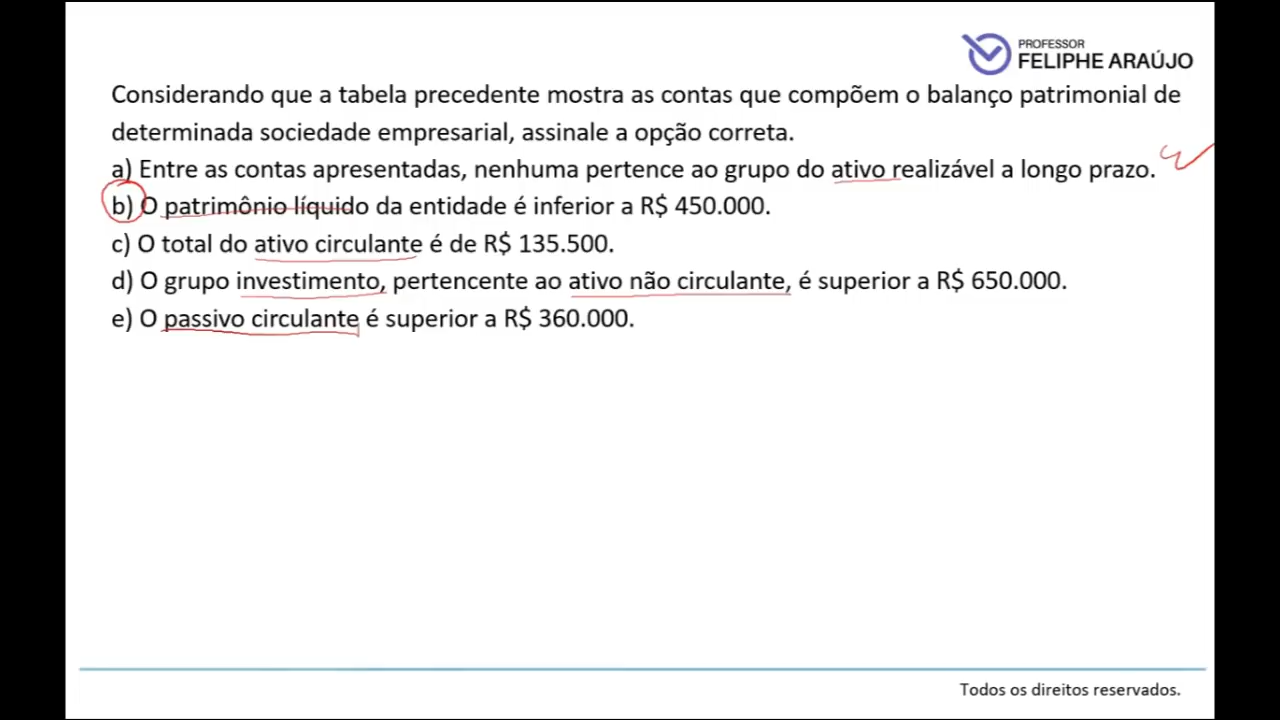 PROFESSOR
FELIPHE ARAÚJO
Considerando que a tabela precedente mostra as contas que compõem o balanço patrimonial de
determinada sociedade empresarial, assinale a opção correta.
a) Entre as contas apresentadas, nenhuma pertence ao grupo do ativo realizável a longo prazo.
b) O patrimônio líquido da entidade é inferior a R$ 450.000.
c) O total do ativo circulante é de R$ 135.500.
d) O grupo investimento, pertencente ao ativo não circulante, é superior a R$ 650.000.
e) O passivo circulante é superior a R$ 360.000.
Todos os direitos reservados.